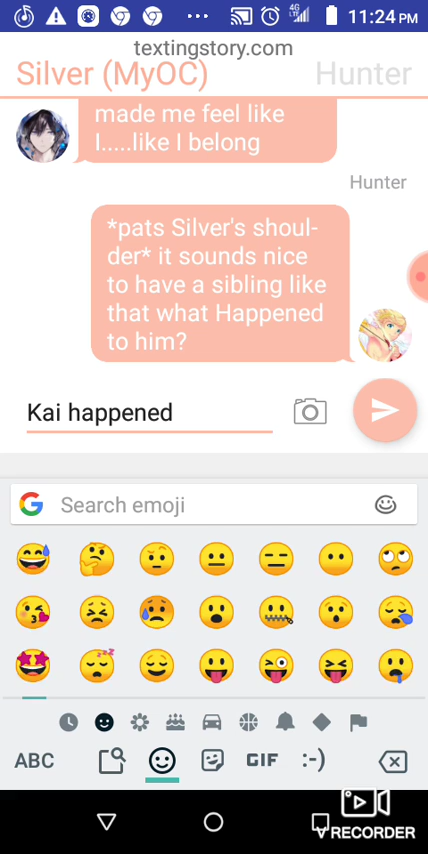 4G
11:24 PM
textingstory.com
Silver (MyOC)
Hunter
made me feel like
I.....like I belong
Hunter
*pats Silver's shoul-
der* it sounds nice
to have a sibling like
that what Happened
to him?
Kai happened
G Search emoji
ABC
GIF
:-)
RECORDER